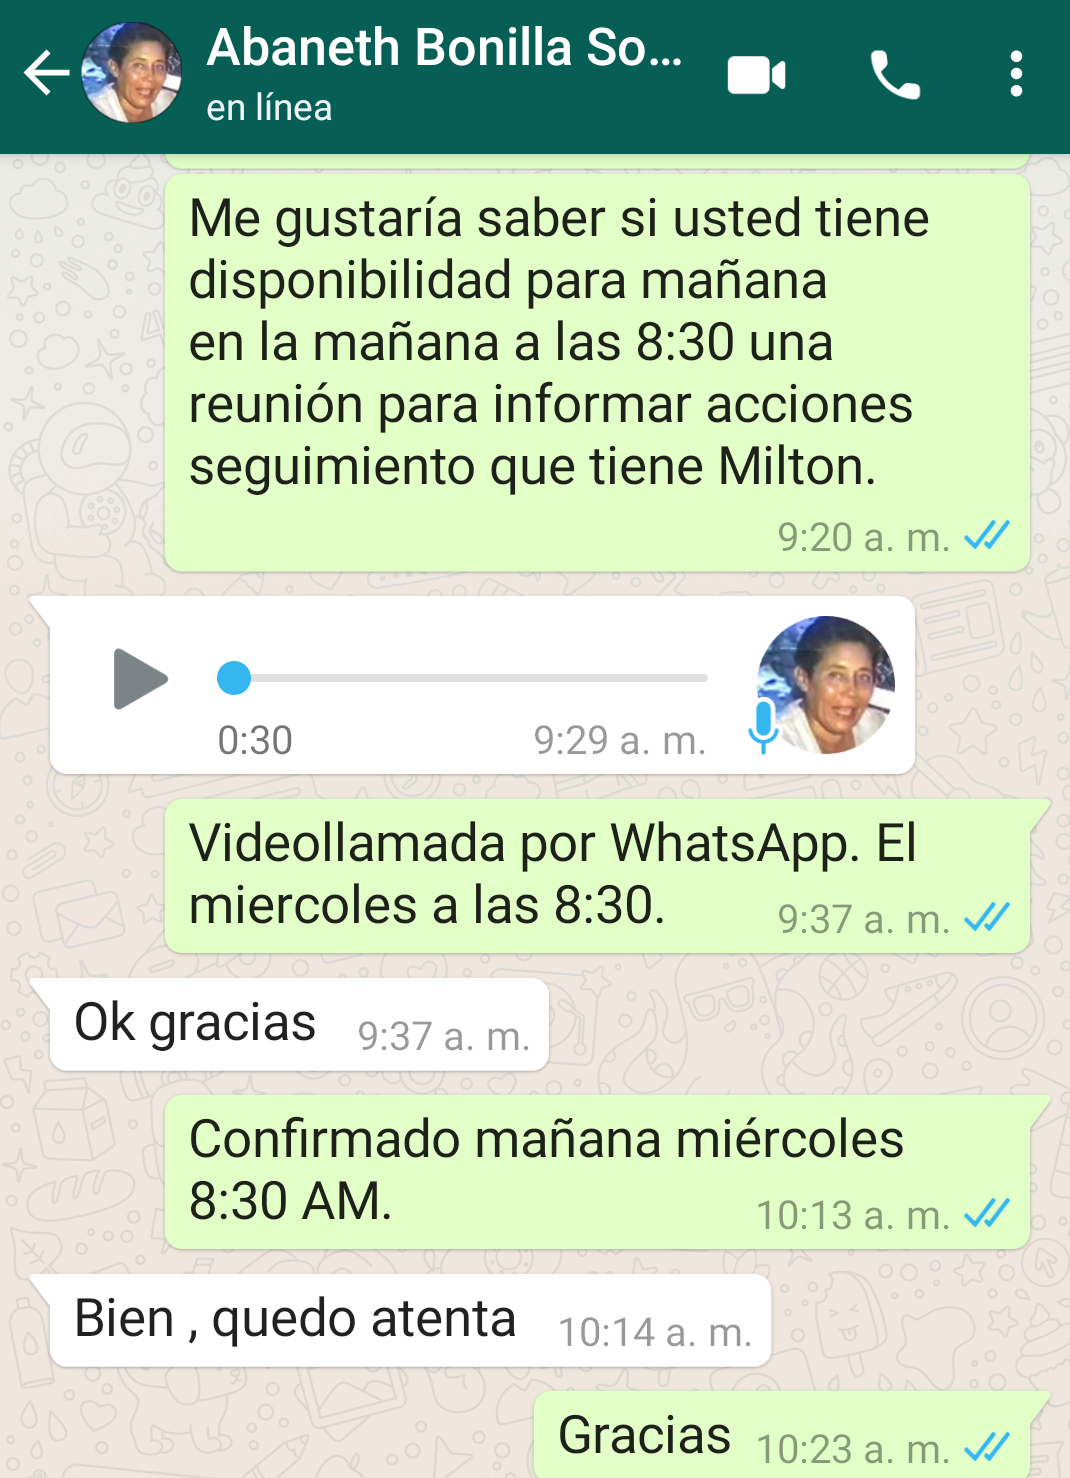 Abaneth Bonilla So...
en línea
Me gustaría saber si usted tiene
disponibilidad para mañana
en la mañana a las 8:30 una
reunión para informar acciones
seguimiento que tiene Milton.
9:20 a. m.
0:30 9:29 a. m.
Videollamada por WhatsApp. El
miercoles a las 8:30. 9:37 a. m.
Ok gracias 9:37 a. m.
Confirmado mañana miércoles
8:30 AM. 10:13 a. m.
Bien , quedo atenta 10:14 a. m.
Gracias 10:23 a. m.